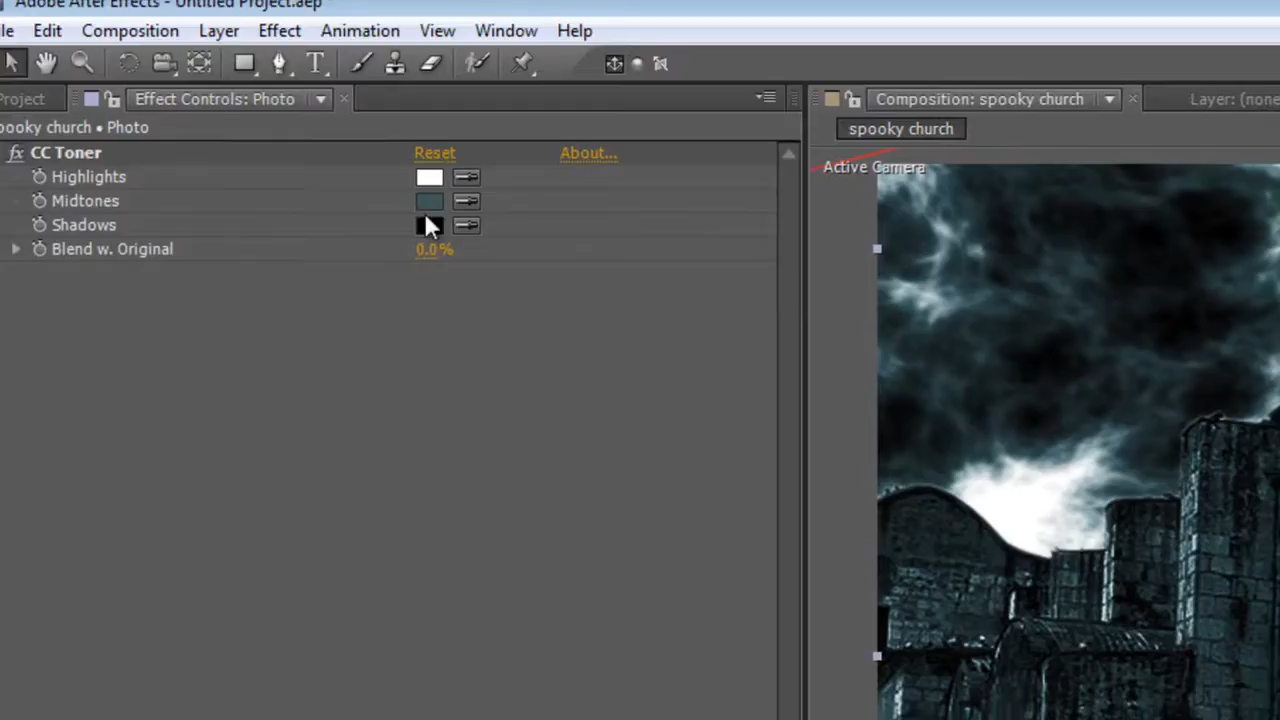 Adobe After Effects - Untitled Project.aep
le Edit Composition Layer Effect Animation View Window Help
T
Project Effect Controls: Photo Composition: spooky church Layer: (none
pooky church • Photo
spooky church
fx CC Toner Reset About...
Active Camera
Highlights
Midtones
Shadows
Blend w. Original 0.0%